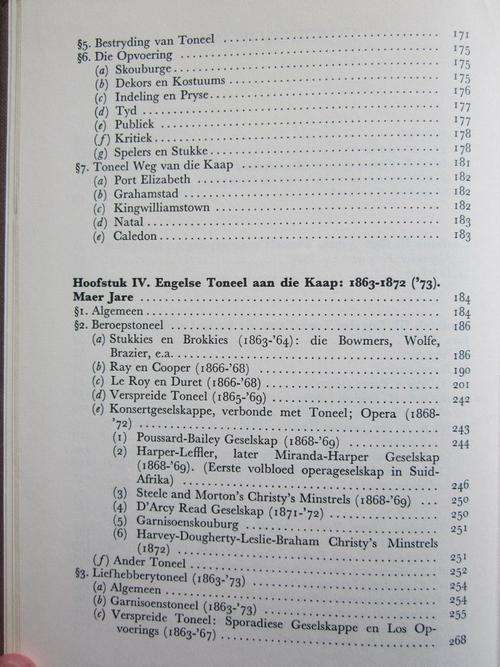 §5. Bestryding van Toneel 171
§6. Die Opvoering 175
(a) Skouburge 175
(b) Dekors en Kostuums 175
(c) Indeling en Pryse 176
(d) Tyd 177
(e) Publiek 177
(f) Kritiek 178
(g) Spelers en Stukke 178
§7. Toneel Weg van die Kaap 181
(a) Port Elizabeth 182
(b) Grahamstad 182
(c) Kingwilliamstown 182
(d) Natal 183
(e) Caledon 183
Hoofstuk IV. Engelse Toneel aan die Kaap: 1863-1872 ('73).
Maer Jare 184
§1. Algemeen 184
§2. Beroepstoneel 186
(a) Stukkies en Brokkies (1863-'64): die Bowmers, Wolfe,
Brazier, e.a. 186
(b) Ray en Cooper (1866-'68) 190
(c) Le Roy en Duret (1866-'68) 201
(d) Verspreide Toneel (1865-'69) 242
(e) Konsertgeselskappe, verbonde met Toneel; Opera (1868-
'72) 243
(1) Poussard-Bailey Geselskap (1868-'69) 244
(2) Harper-Leffler, later Miranda-Harper Geselskap
(1868-'69). (Eerste volbloed operageselskap in Suid-
Afrika) 246
(3) Steele and Morton's Christy's Minstrels (1868-'69) 250
(4) D'Arcy Read Geselskap (1871-'72) 250
(5) Garnisoenskouburg 251
(6) Harvey-Dougherty-Leslie-Braham Christy's Minstrels
(1872) 251
(f) Ander Toneel 252
§3. Liefhebberytoneel (1863-'73) 254
(a) Algemeen 254
(b) Garnisoenstoneel (1863-'73) 255
(c) Verspreide Toneel: Sporadiese Geselskappe en Los Op-
voerings (1863-'67) 268